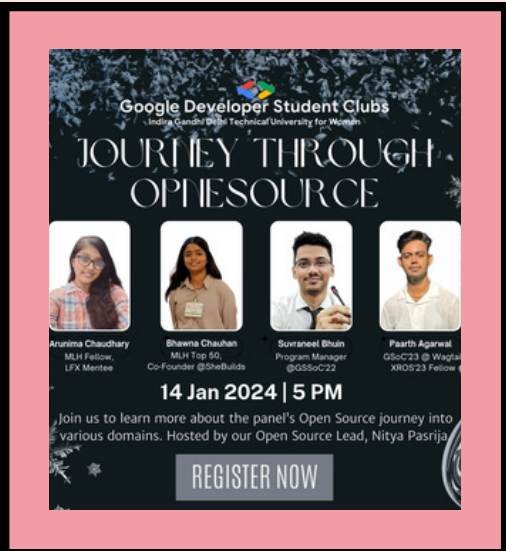 Google Developer Student Clubs
Indira Gandhi Delhi Technical University for Women
JOURNEY THROUGH
OPNESOURCE
Arunima Chaudhary
MLH Fellow,
LFX Mentee
Bhawna Chauhan
MLH Top 50,
Co-Founder @SheBuilds
Suvraneel Bhuin
Program Manager
@GSSoC'22
Paarth Agarwal
GSoC'23 @ Wagtai
XROS'23 Fellow @
14 Jan 2024 | 5 PM
Join us to learn more about the panel's Open Source journey into
various domains. Hosted by our Open Source Lead, Nitya Pasrija
REGISTER NOW